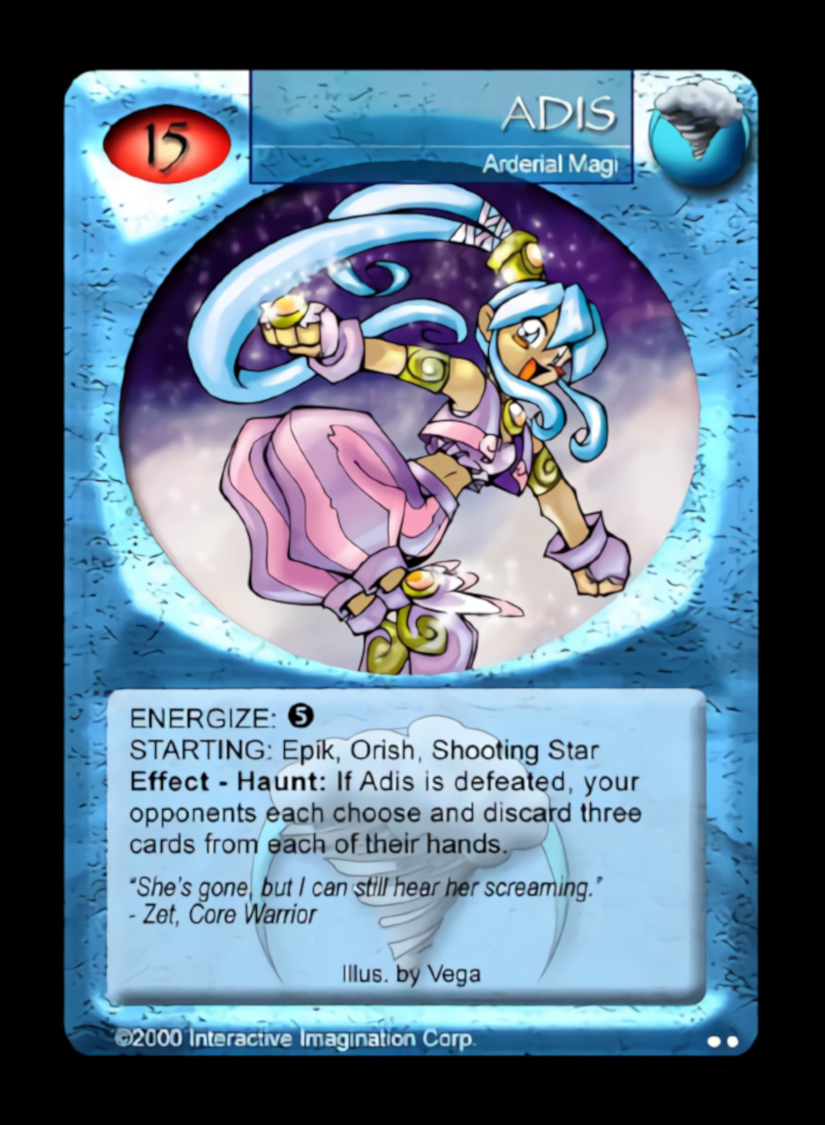 15
ADIS
Arderial Magi
ENERGIZE: 5
STARTING: Epik, Orish, Shooting Star
Effect - Haunt: If Adis is defeated, your
opponents each choose and discard three
cards from each of their hands.
"She's gone, but I can still hear her screaming."
- Zet, Core Warrior
Illus. by Vega
©2000 Interactive Imagination Corp.